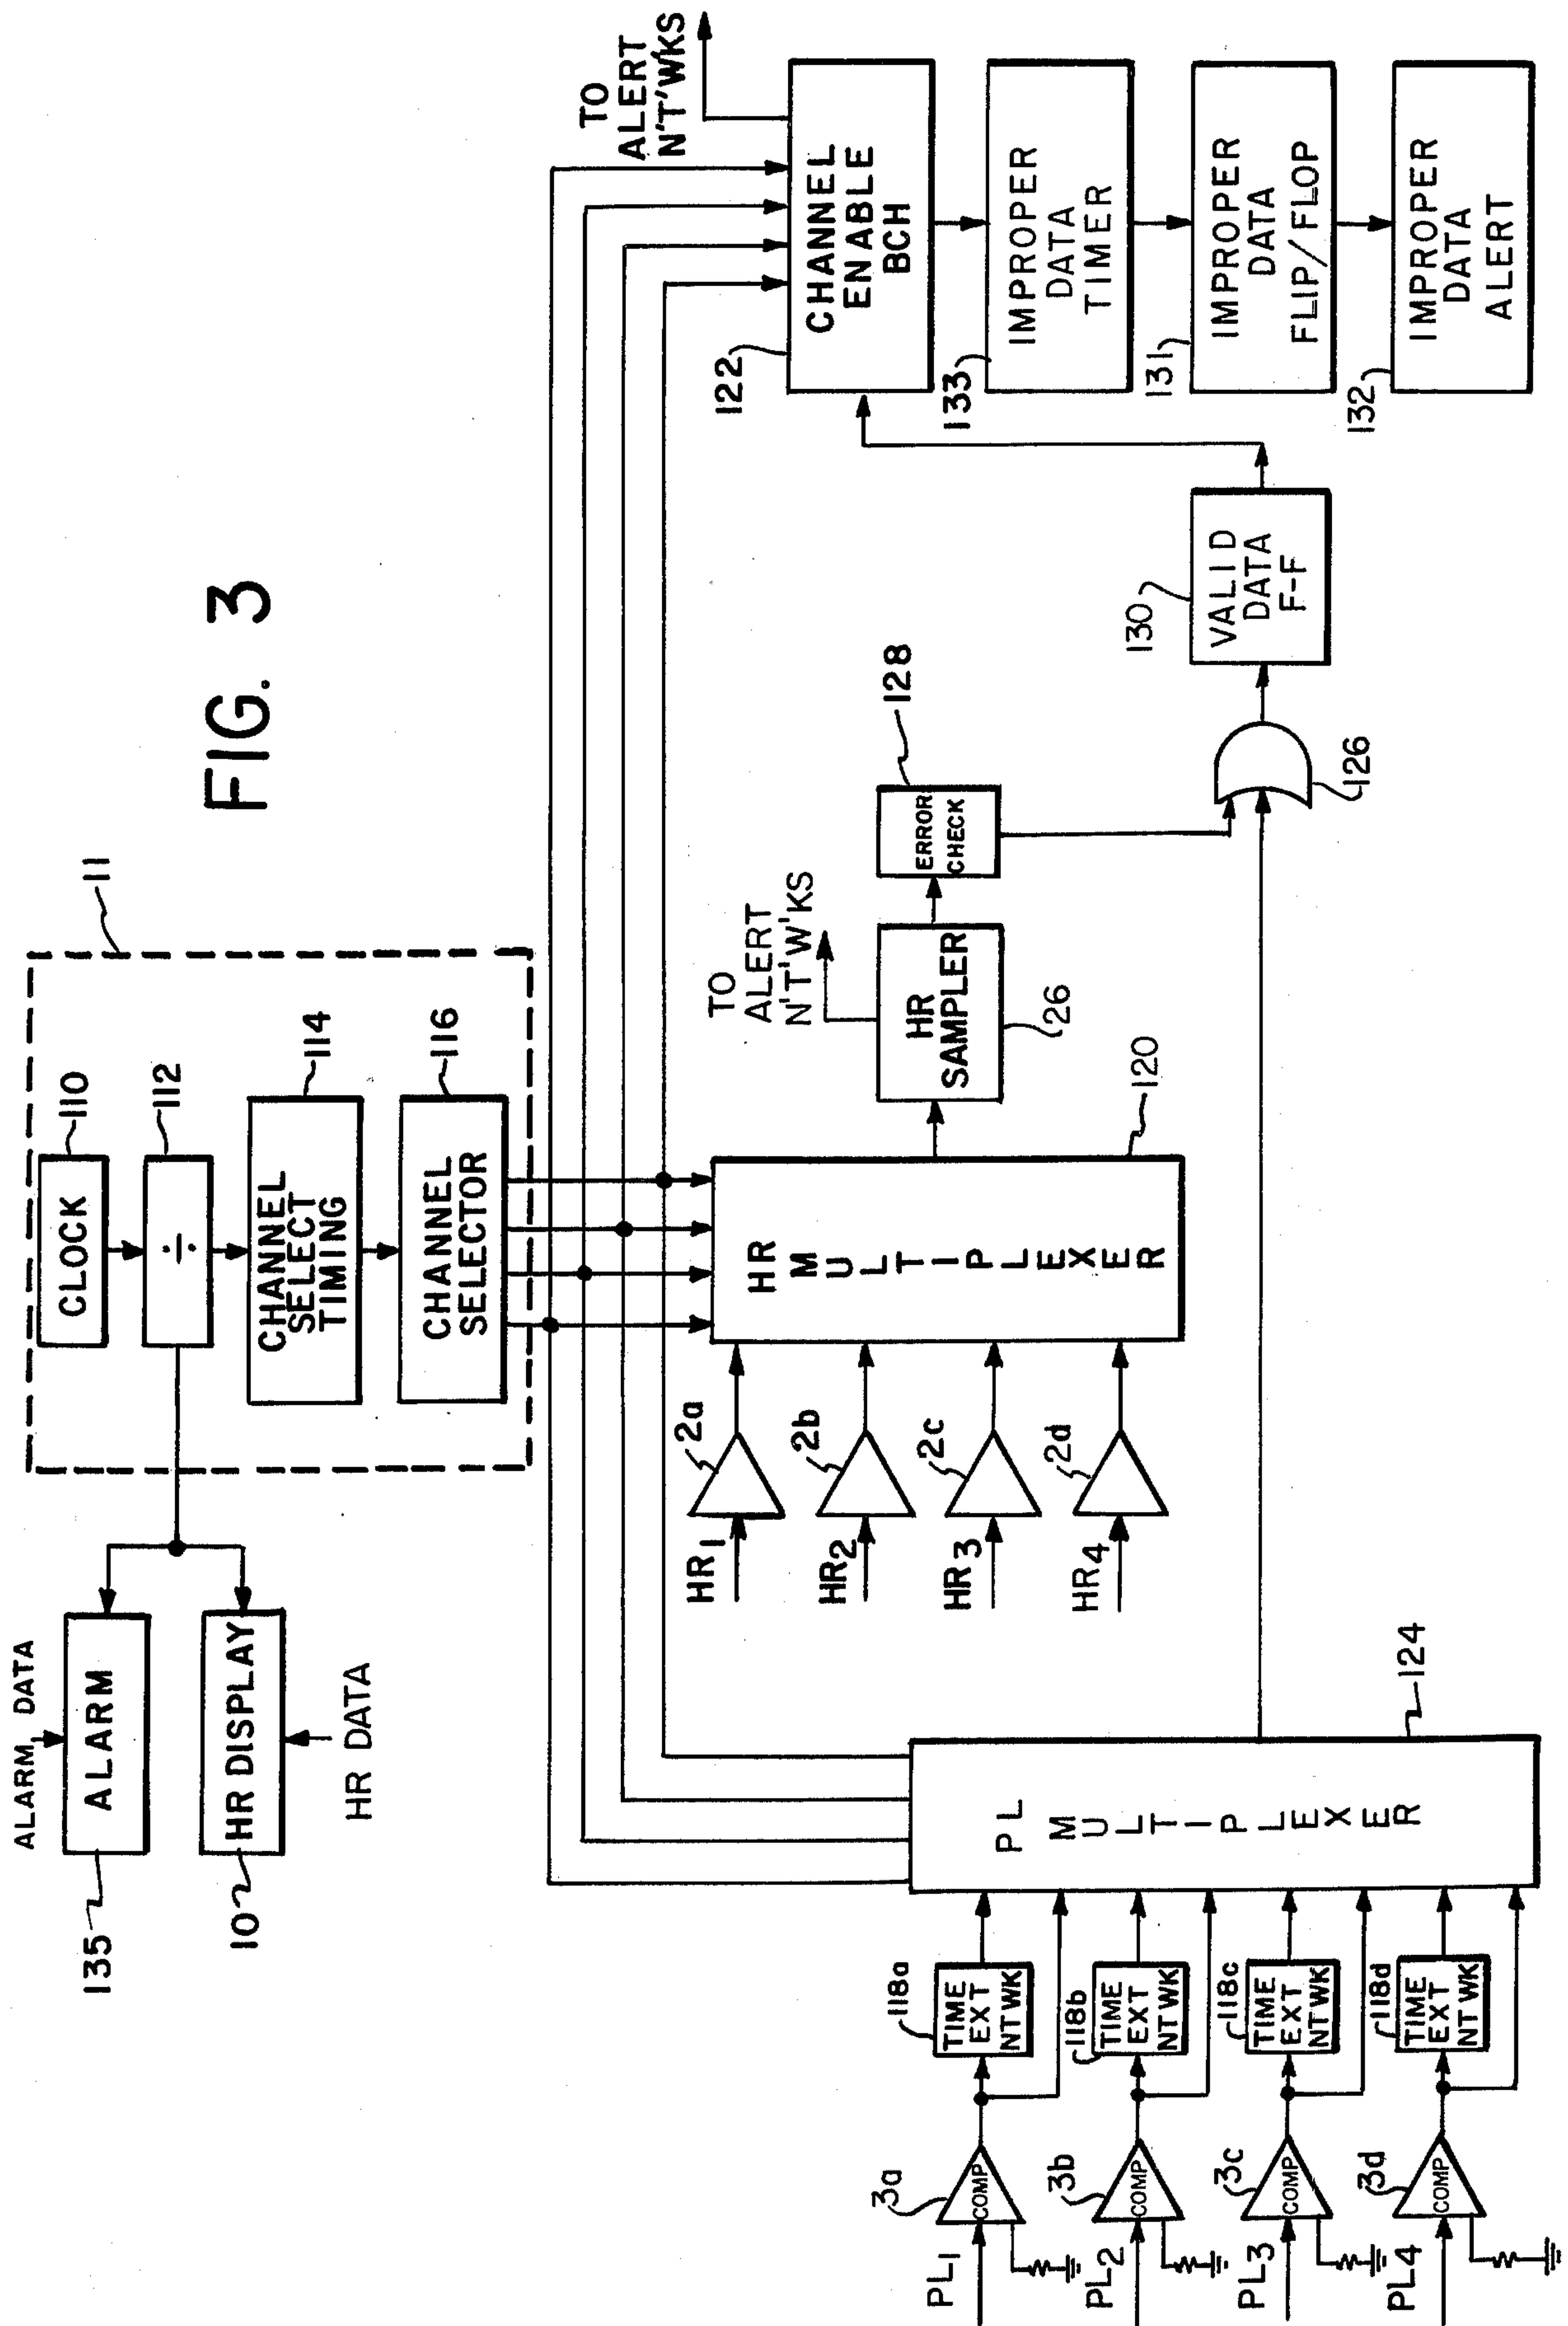 FIG. 3
11
CLOCK
110
÷
112
CHANNEL
SELECT
TIMING
114
CHANNEL
SELECTOR
116
ALARM DATA
ALARM
135
HR DISPLAY
10
HR DATA
TO
ALERT
N'T'WKS
CHANNEL
ENABLE
BCH
122
IMPROPER
DATA
TIMER
133
IMPROPER
DATA
FLIP/FLOP
131
IMPROPER
DATA
ALERT
132
VALID
DATA
F-F
130
126
ERROR
CHECK
128
TO
ALERT
N'T'W'KS
HR
SAMPLER
26
HR
MULTIPLEXER
120
HR1
2a
HR2
2b
HR3
2c
HR4
2d
PL
MULTIPLEXER
124
TIME
EXT
NTWK
118a
TIME
EXT
NTWK
118b
TIME
EXT
NTWK
118c
TIME
EXT
NTWK
118d
COMP
3a
COMP
3b
COMP
3c
COMP
3d
PL1
PL2
PL3
PL4